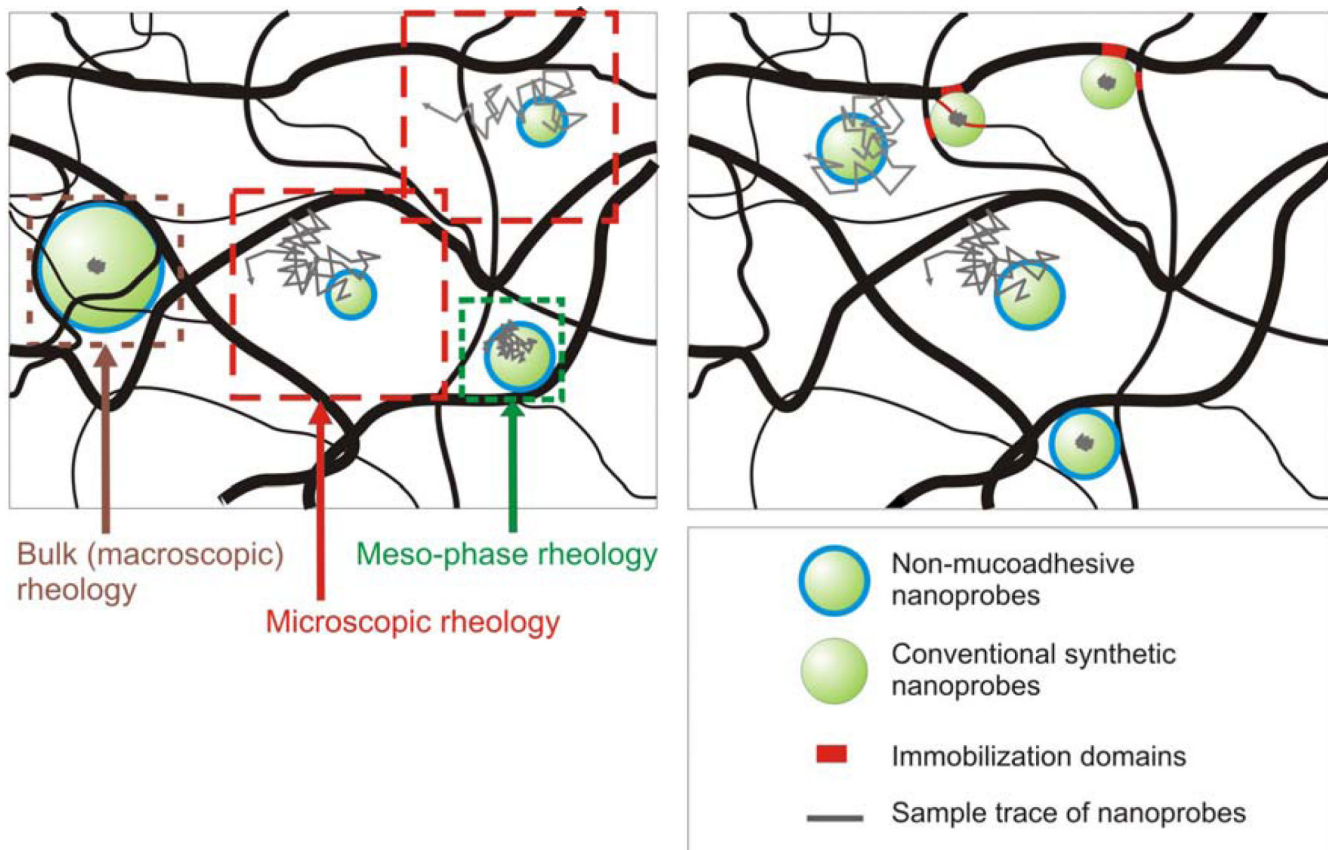 Bulk (macroscopic)
rheology
Meso-phase rheology
Microscopic rheology
Non-mucoadhesive
nanoprobes
Conventional synthetic
nanoprobes
Immobilization domains
Sample trace of nanoprobes